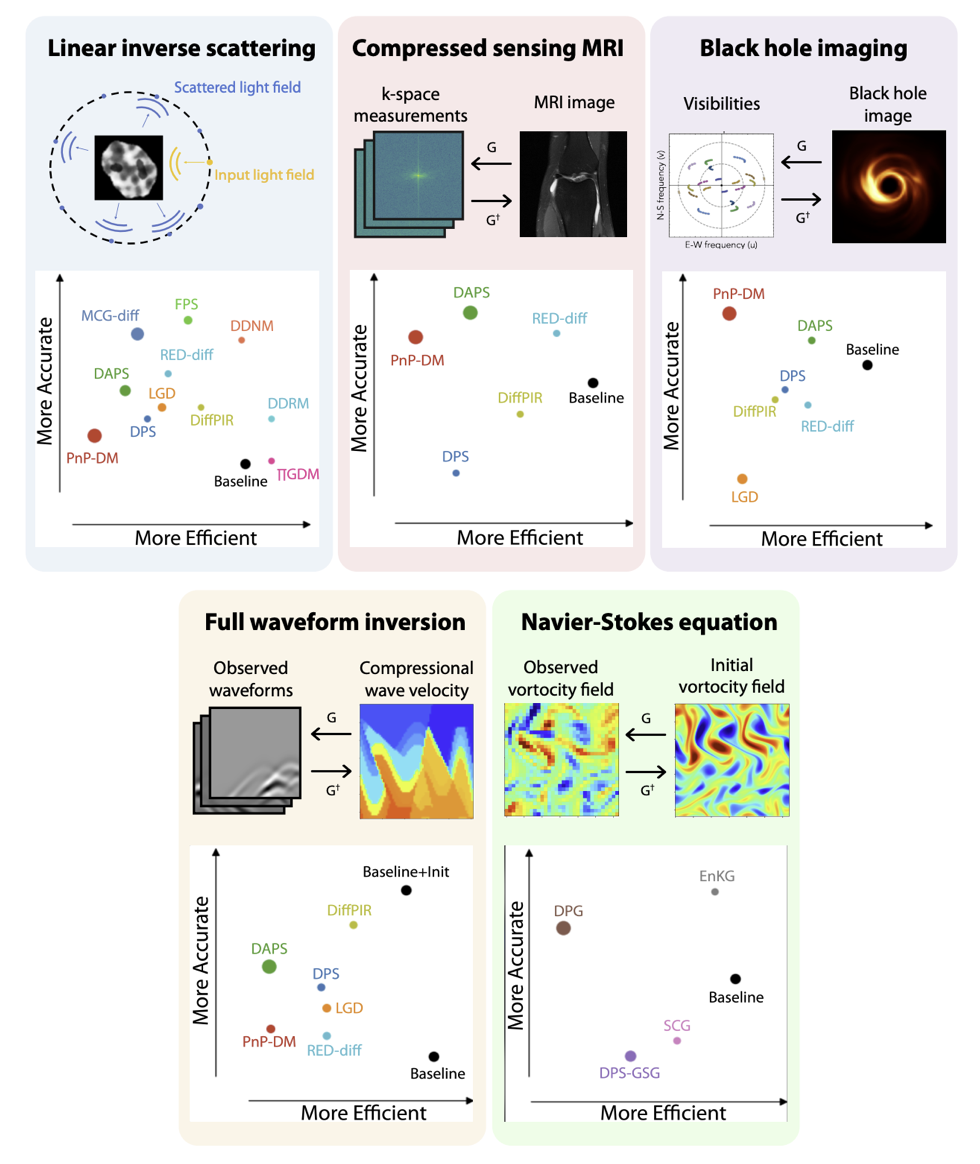 Linear inverse scattering
Scattered light field
Input light field
More Accurate
MCG-diff
FPS
DDNM
RED-diff
DAPS
LGD
DDRM
DPS
DiffPIR
PnP-DM
Baseline
ΠGDM
More Efficient
Compressed sensing MRI
k-space
measurements
MRI image
G
G†
More Accurate
DAPS
RED-diff
PnP-DM
Baseline
DiffPIR
DPS
More Efficient
Black hole imaging
Visibilities
Black hole
image
N-S frequency (v)
E-W frequency (u)
G
G†
More Accurate
PnP-DM
DAPS
Baseline
DPS
DiffPIR
RED-diff
LGD
More Efficient
Full waveform inversion
Observed
waveforms
Compressional
wave velocity
G
G†
More Accurate
Baseline+Init
DiffPIR
DAPS
DPS
LGD
PnP-DM
RED-diff
Baseline
More Efficient
Navier-Stokes equation
Observed
vortocity field
Initial
vortocity field
G
G†
More Accurate
EnKG
DPG
Baseline
SCG
DPS-GSG
More Efficient